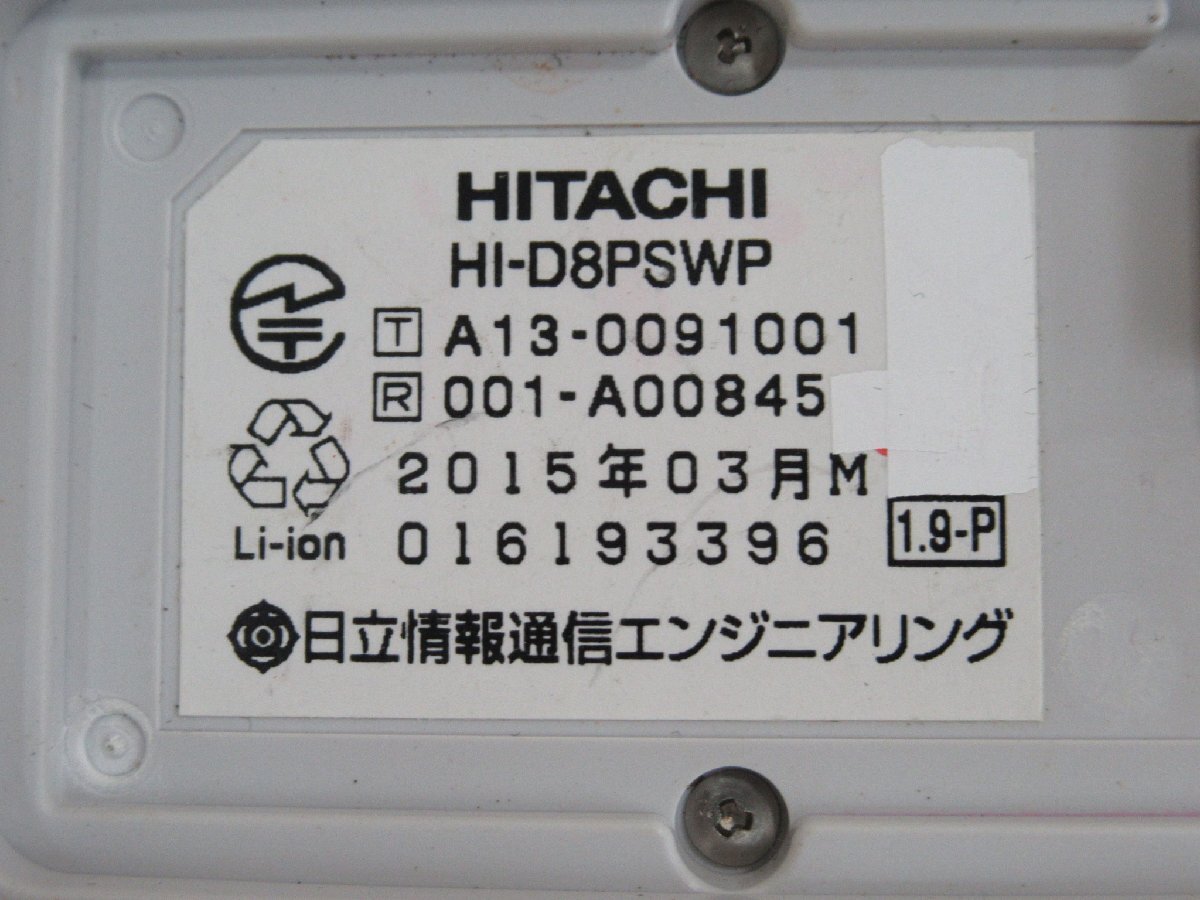 HITACHI
HI-D8PSWP
T A13-0091001
R 001-A00845
2015年03月M
Li-ion 016193396 1.9-P
日立情報通信エンジニアリング